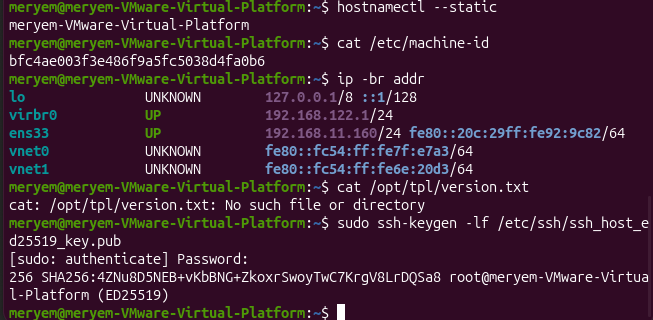 meryem@meryem-VMware-Virtual-Platform:~$ hostnamectl --static
meryem-VMware-Virtual-Platform
meryem@meryem-VMware-Virtual-Platform:~$ cat /etc/machine-id
bfc4ae003f3e486f9a5fc5038d4fa0b6
meryem@meryem-VMware-Virtual-Platform:~$ ip -br addr
lo UNKNOWN 127.0.0.1/8 ::1/128
virbr0 UP 192.168.122.1/24
ens33 UP 192.168.11.160/24 fe80::20c:29ff:fe92:9c82/64
vnet0 UNKNOWN fe80::fc54:ff:fe7f:e7a3/64
vnet1 UNKNOWN fe80::fc54:ff:fe6e:20d3/64
meryem@meryem-VMware-Virtual-Platform:~$ cat /opt/tpl/version.txt
cat: /opt/tpl/version.txt: No such file or directory
meryem@meryem-VMware-Virtual-Platform:~$ sudo ssh-keygen -lf /etc/ssh/ssh_host_e
d25519_key.pub
[sudo: authenticate] Password:
256 SHA256:4ZNu8D5NEB+vKbBNG+ZkoxrSwoyTwC7KrgV8LrDQSa8 root@meryem-VMware-Virtua
l-Platform (ED25519)
meryem@meryem-VMware-Virtual-Platform:~$